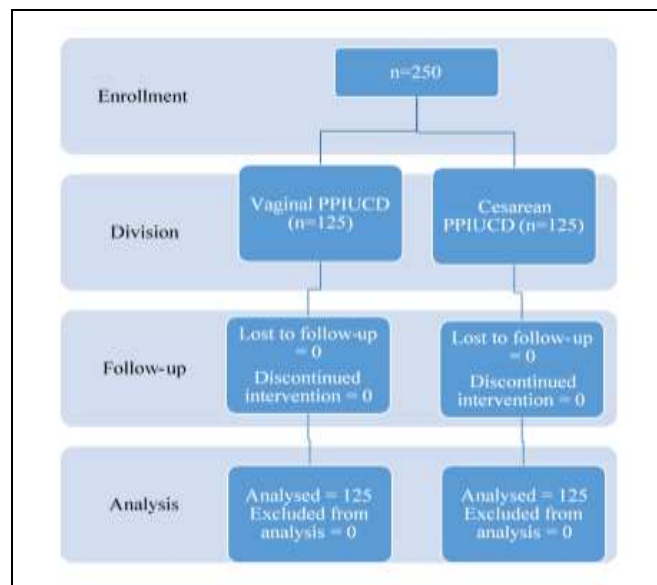 n=250
Enrollment
Vaginal PPIUCD
(n=125)
Cesarean
PPIUCD (n=125)
Division
Lost to follow-up
= 0
Discontinued
intervention = 0
Lost to follow-up
= 0
Discontinued
intervention = 0
Follow-up
Analysed = 125
Excluded from
analysis = 0
Analysed = 125
Excluded from
analysis = 0
Analysis